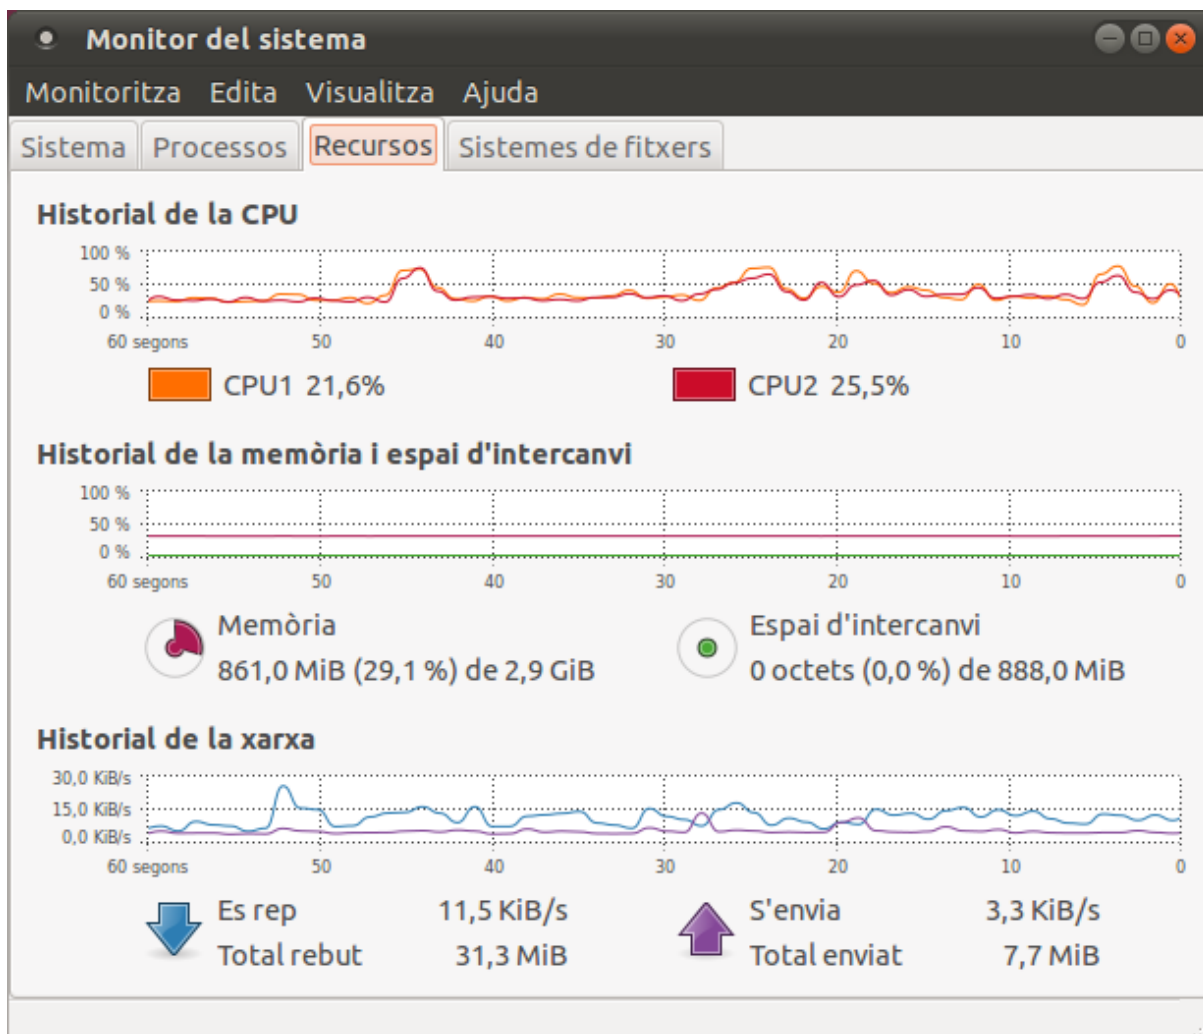 Monitor del sistema
Monitoritza Edita Visualitza Ajuda
Sistema Processos Recursos Sistemes de fitxers
Historial de la CPU
100 %
50 %
0 %
60 segons 50 40 30 20 10 0
CPU1 21,6% CPU2 25,5%
Historial de la memòria i espai d'intercanvi
100 %
50 %
0 %
60 segons 50 40 30 20 10 0
Memòria Espai d'intercanvi
861,0 MiB (29,1 %) de 2,9 GiB 0 octets (0,0 %) de 888,0 MiB
Historial de la xarxa
30,0 KiB/s
15,0 KiB/s
0,0 KiB/s
60 segons 50 40 30 20 10 0
Es rep 11,5 KiB/s S'envia 3,3 KiB/s
Total rebut 31,3 MiB Total enviat 7,7 MiB